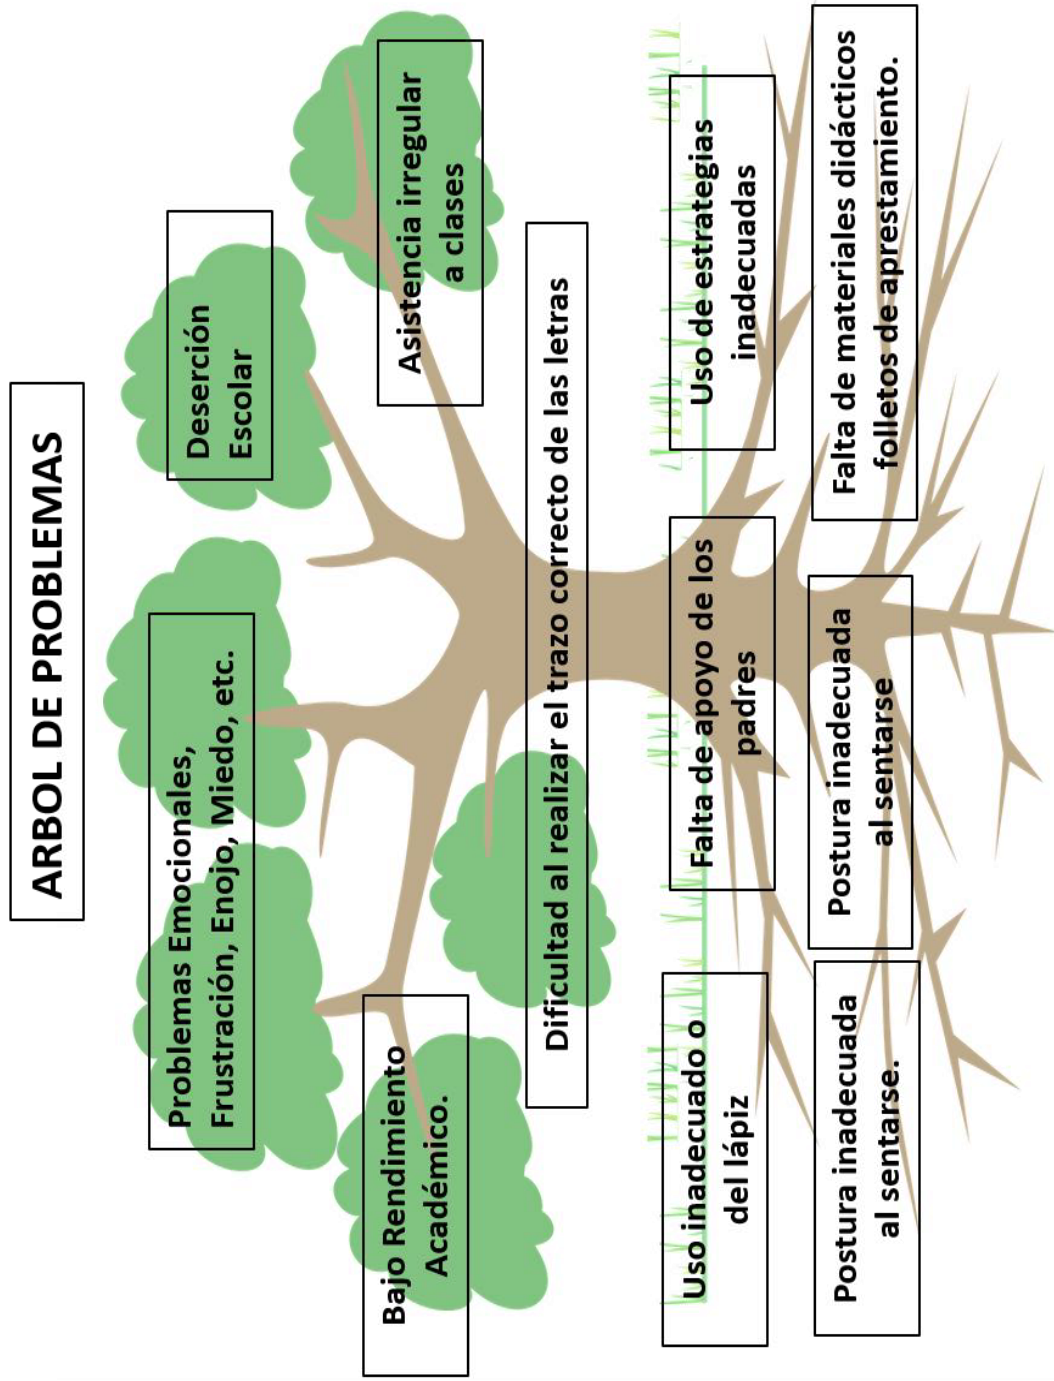 ARBOL DE PROBLEMAS
Problemas Emocionales,
Frustración, Enojo, Miedo, etc.
Deserción
Escolar
Bajo Rendimiento
Académico.
Asistencia irregular
a clases
Dificultad al realizar el trazo correcto de las letras
Uso inadecuado o
del lápiz
Falta de apoyo de los
padres
Uso de estrategias
inadecuadas
Postura inadecuada
al sentarse.
Postura inadecuada
al sentarse
Falta de materiales didácticos
folletos de aprestamiento.